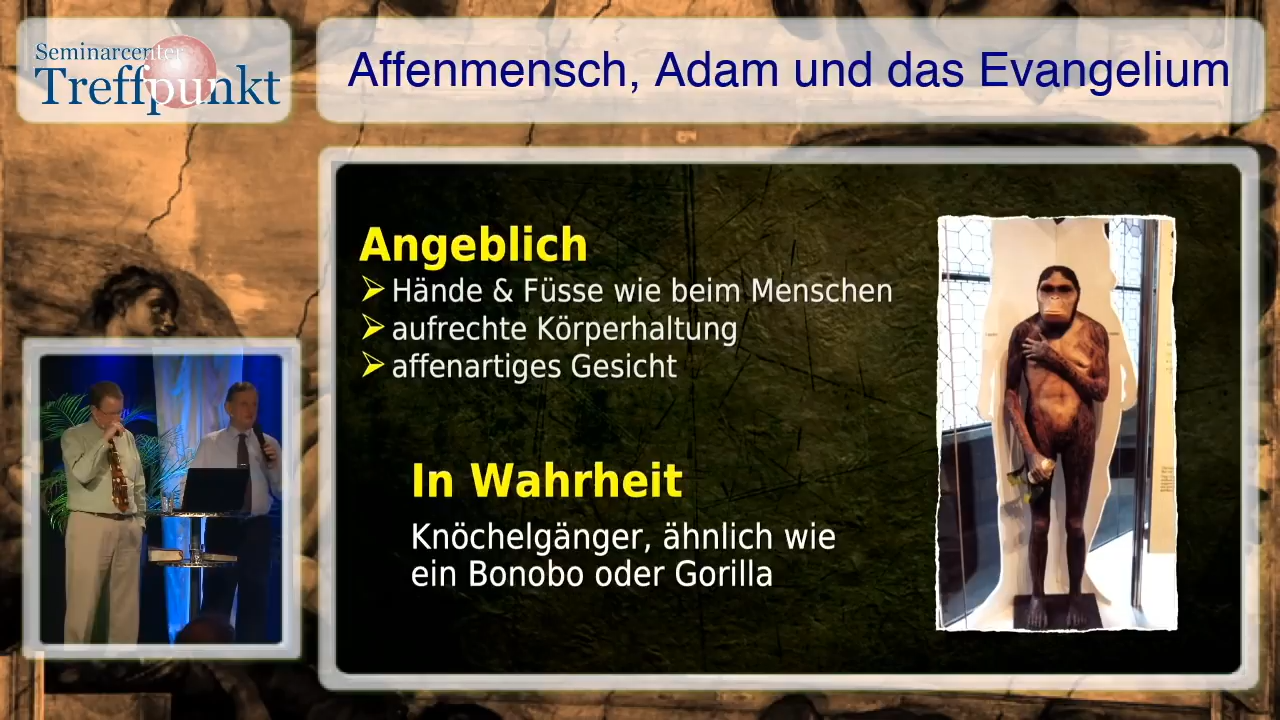 Seminarcenter
Treffpunkt
Affenmensch, Adam und das Evangelium
Angeblich
Hände & Füsse wie beim Menschen
aufrechte Körperhaltung
affenartiges Gesicht
In Wahrheit
Knöchelgänger, ähnlich wie
ein Bonobo oder Gorilla